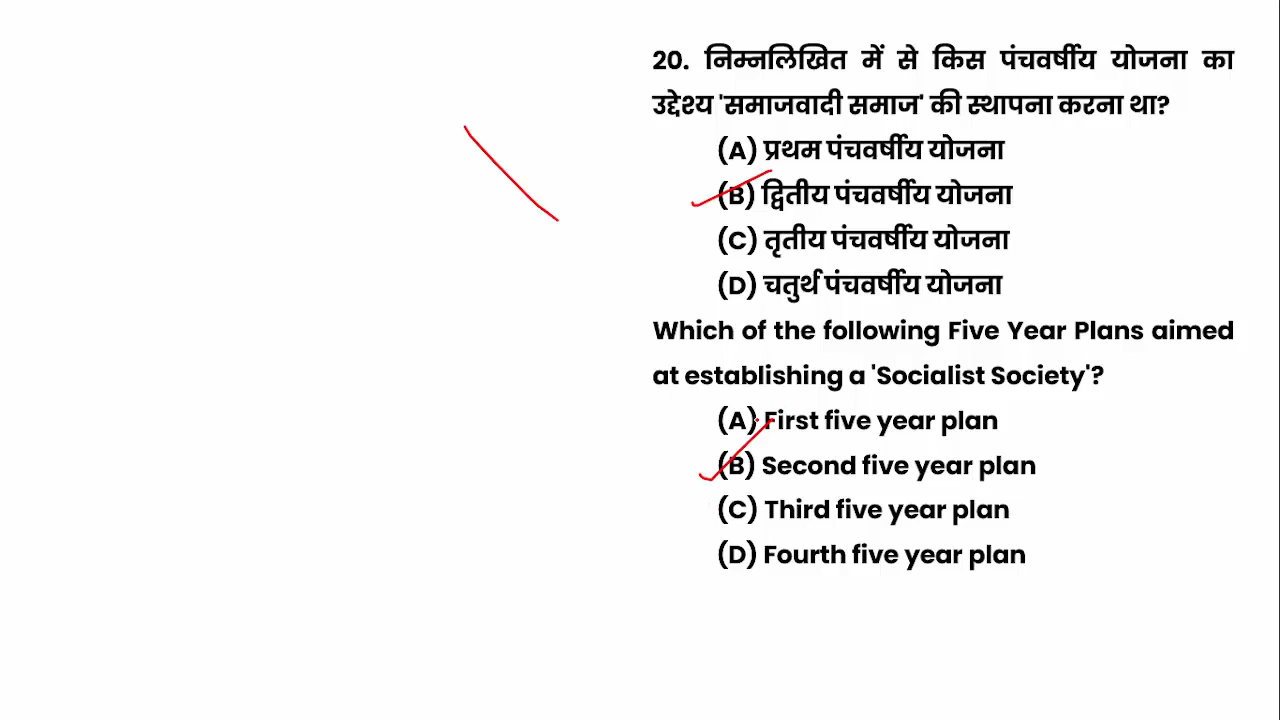 20. निम्नलिखित में से किस पंचवर्षीय योजना का
उद्देश्य 'समाजवादी समाज' की स्थापना करना था?
(A) प्रथम पंचवर्षीय योजना
(B) द्वितीय पंचवर्षीय योजना
(C) तृतीय पंचवर्षीय योजना
(D) चतुर्थ पंचवर्षीय योजना
Which of the following Five Year Plans aimed
at establishing a 'Socialist Society'?
(A) First five year plan
(B) Second five year plan
(C) Third five year plan
(D) Fourth five year plan